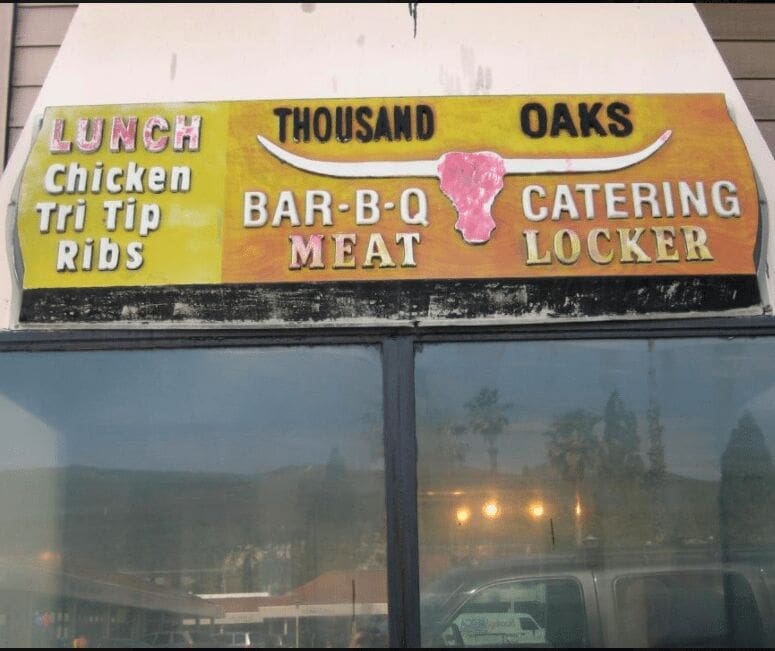 LUNCH
Chicken
Tri Tip
Ribs
THOUSAND OAKS
BAR-B-Q CATERING
MEAT LOCKER